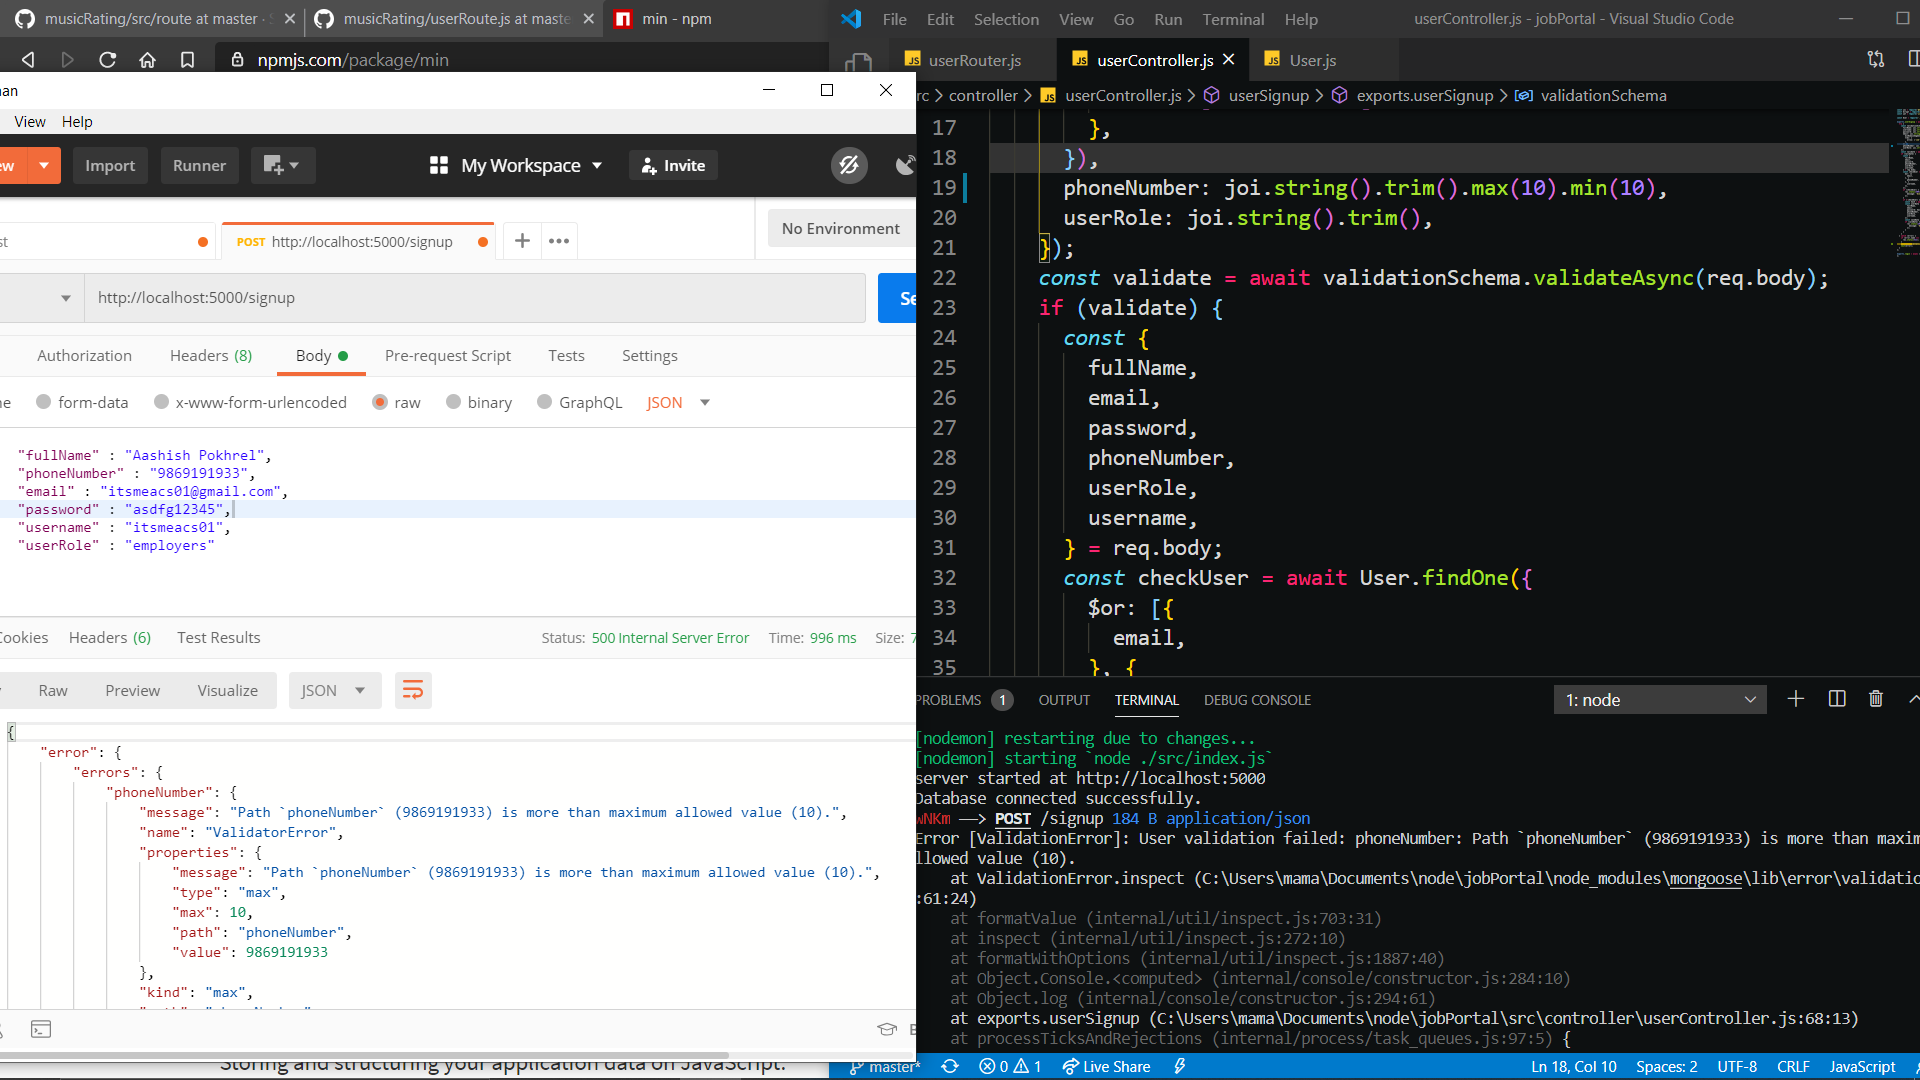 musicRating/src/route at master ·
musicRating/userRoute.js at maste
min - npm
npmjs.com/package/min
View Help
Import
Runner
My Workspace
Invite
POST http://localhost:5000/signup
No Environment
http://localhost:5000/signup
Authorization
Headers (8)
Body
Pre-request Script
Tests
Settings
form-data
x-www-form-urlencoded
raw
binary
GraphQL
JSON
"fullName" : "Aashish Pokhrel",
"phoneNumber" : "9869191933",
"email" : "itsmeacs01@gmail.com",
"password" : "asdfg12345",
"username" : "itsmeacs01",
"userRole" : "employers"
Cookies
Headers (6)
Test Results
Status: 500 Internal Server Error
Time: 996 ms
Size: 7
Raw
Preview
Visualize
JSON
{
"error": {
"errors": {
"phoneNumber": {
"message": "Path `phoneNumber` (9869191933) is more than maximum allowed value (10).",
"name": "ValidatorError",
"properties": {
"message": "Path `phoneNumber` (9869191933) is more than maximum allowed value (10).",
"type": "max",
"max": 10,
"path": "phoneNumber",
"value": 9869191933
},
"kind": "max",
Storing and structuring your application data on JavaScript.
File Edit Selection View Go Run Terminal Help
userController.js - jobPortal - Visual Studio Code
JS userRouter.js
JS userController.js
JS User.js
controller > JS userController.js > userSignup > exports.userSignup > validationSchema
17 },
18 }),
19 phoneNumber: joi.string().trim().max(10).min(10),
20 userRole: joi.string().trim(),
21 });
22 const validate = await validationSchema.validateAsync(req.body);
23 if (validate) {
24 const {
25 fullName,
26 email,
27 password,
28 phoneNumber,
29 userRole,
30 username,
31 } = req.body;
32 const checkUser = await User.findOne({
33 $or: [{
34 email,
35 }, {
PROBLEMS 1
OUTPUT
TERMINAL
DEBUG CONSOLE
1: node
[nodemon] restarting due to changes...
[nodemon] starting `node ./src/index.js`
server started at http://localhost:5000
Database connected successfully.
wNKm ——> POST /signup 184 B application/json
Error [ValidationError]: User validation failed: phoneNumber: Path `phoneNumber` (9869191933) is more than maxim
llowed value (10).
at ValidationError.inspect (C:\Users\mama\Documents\node\jobPortal\node_modules\mongoose\lib\error\validatio
:61:24)
at formatValue (internal/util/inspect.js:703:31)
at inspect (internal/util/inspect.js:272:10)
at formatWithOptions (internal/util/inspect.js:1887:40)
at Object.Console.<computed> (internal/console/constructor.js:284:10)
at Object.log (internal/console/constructor.js:294:61)
at exports.userSignup (C:\Users\mama\Documents\node\jobPortal\src\controller\userController.js:68:13)
at processTicksAndRejections (internal/process/task_queues.js:97:5) {
master*
0
1
Live Share
Ln 18, Col 10
Spaces: 2
UTF-8
CRLF
JavaScript